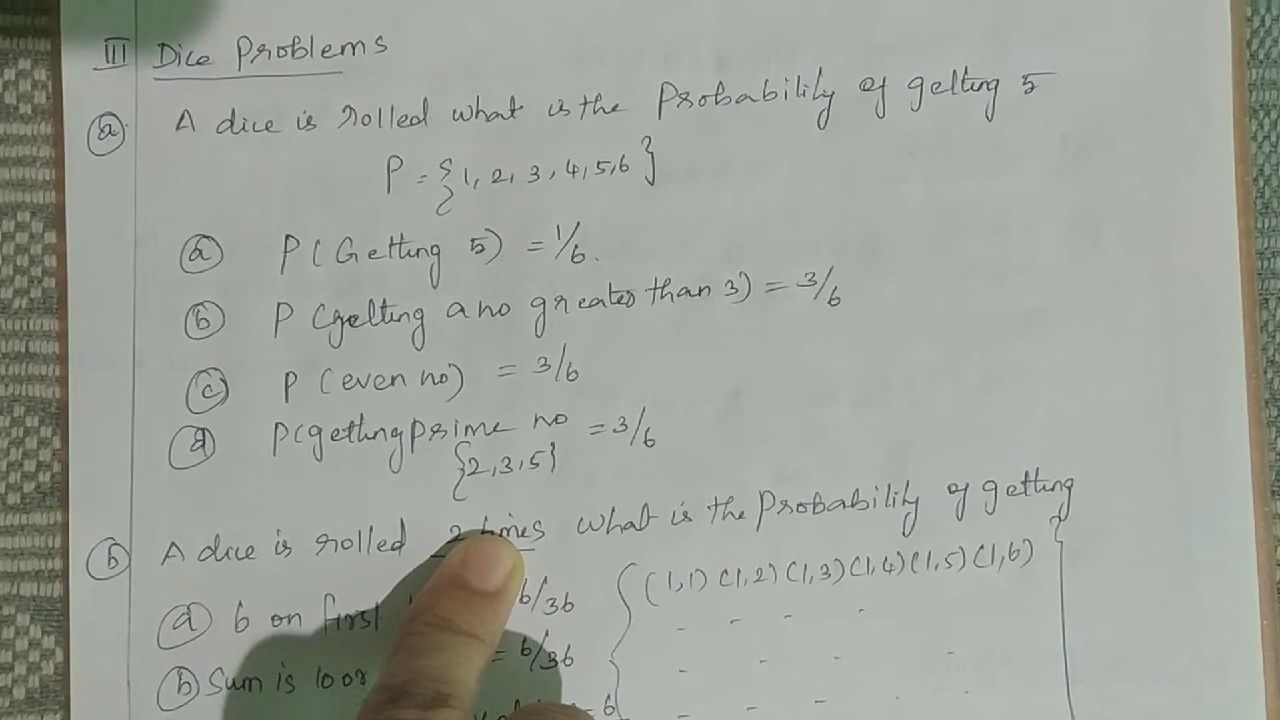 III Dice Problems
(a) A dice is rolled what is the Probability of getting 5
P = {1, 2, 3, 4, 5, 6}
(a) P(Getting 5) = 1/6.
(b) P(getting a no greater than 3) = 3/6
(c) P(even no) = 3/6
(d) P(getting prime no = 3/6
{2,3,5}
(b) A dice is rolled 2 times what is the Probability of getting
(a) 6 on first 6/36 { (1,1) (1,2) (1,3) (1,4) (1,5) (1,6) }
(b) Sum is 10 or = 6/36
6